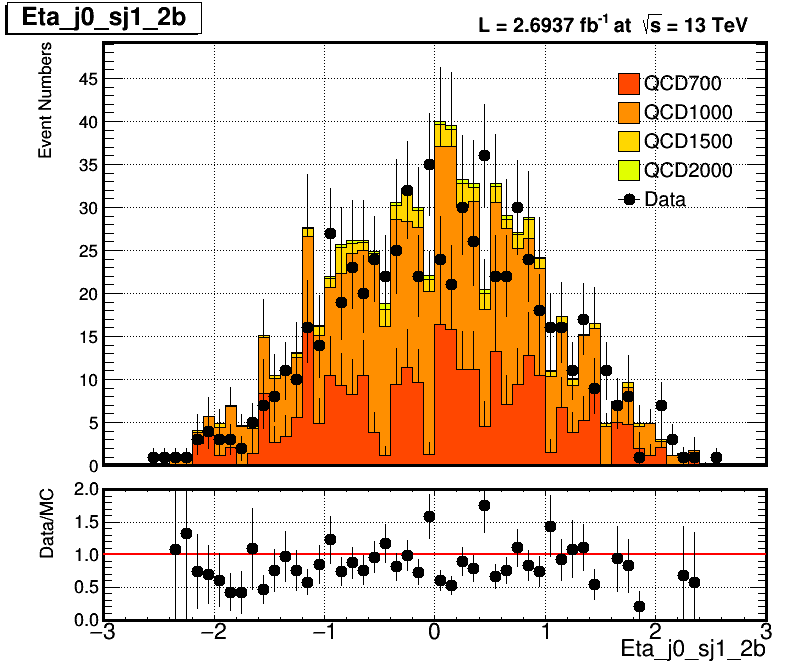 Eta_j0_sj1_2b
L = 2.6937 fb⁻¹ at √s = 13 TeV
Event Numbers
45
40
35
30
25
20
15
10
5
0
QCD700
QCD1000
QCD1500
QCD2000
Data
Data/MC
2.0
1.5
1.0
0.5
0.0
−3 −2 −1 0 1 2 3
Eta_j0_sj1_2b